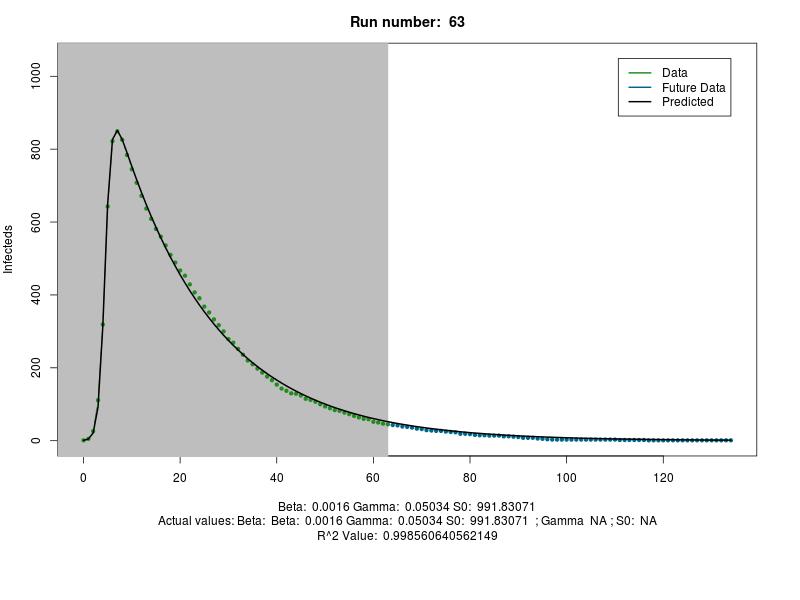 Run number: 63
1000
800
600
400
200
0
Infecteds
Data
Future Data
Predicted
0 20 40 60 80 100 120
Beta: 0.0016 Gamma: 0.05034 S0: 991.83071
Actual values: Beta: Beta: 0.0016 Gamma: 0.05034 S0: 991.83071 ; Gamma NA ; S0: NA
R^2 Value: 0.998560640562149